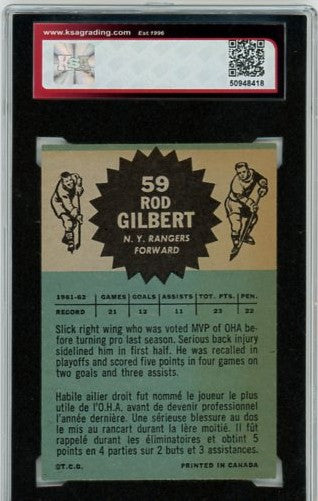 www.ksagrading.com Est 1996
KSA
50948418
59
ROD
GILBERT
N. Y. RANGERS
FORWARD
1961-62 GAMES GOALS ASSISTS TOT. PTS. PEN.
RECORD 21 12 11 23 22
Slick right wing who was voted MVP of OHA be-
fore turning pro last season. Serious back injury
sidelined him in first half. He was recalled in
playoffs and scored five points in four games on
two goals and three assists.
Habile ailier droit fut nommé le joueur le plus
utile de l'O.H.A. avant de devenir professionnel
l'année dernière. Une sérieuse blessure au dos
le mis au rancart durant la lère moitié. Il fût
rappelé durant les éliminatoires et obtint 5
points en 4 parties sur 2 buts et 3 assistances.
©T.C.G. PRINTED IN CANADA